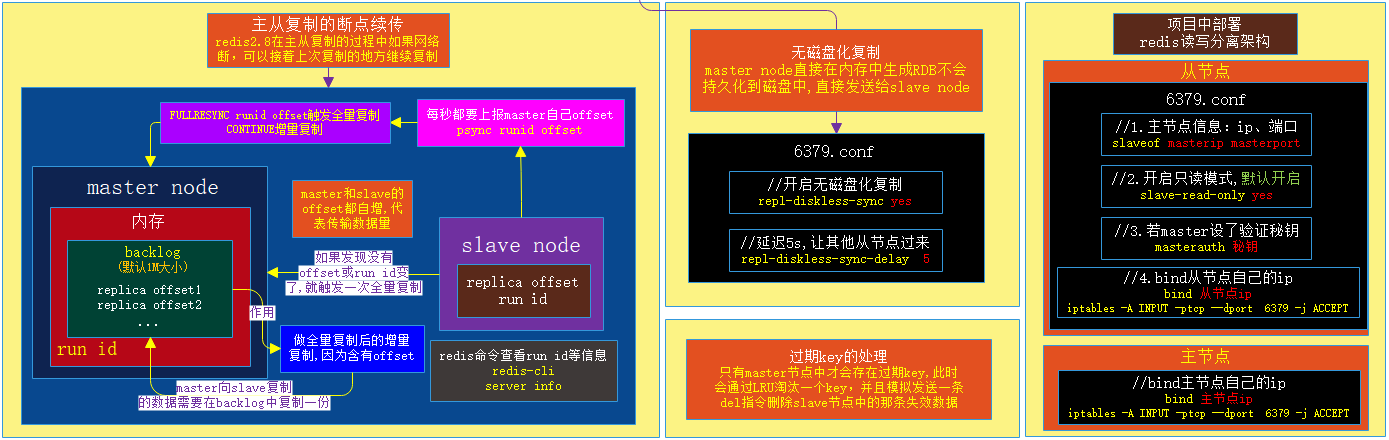 主从复制的断点续传
redis2.8在主从复制的过程中如果网络
断，可以接着上次复制的地方继续复制
FULLRESYNC runid offset触发全量复制
CONTINUE增量复制
每秒都要上报master自己offset
psync runid offset
master node
内存
backlog
(默认1M大小)
replica offset1
replica offset2
...
run id
master和slave的
offset都自增,代
表传输数据量
slave node
replica offset
run id
如果发现没有
offset或run id变
了,就触发一次全量复制
作用
做全量复制后的增量
复制,因为含有offset
redis命令查看run id等信息
redis-cli
server info
master向slave复制
的数据需要在backlog中复制一份
无磁盘化复制
master node直接在内存中生成RDB不会
持久化到磁盘中,直接发送给slave node
6379.conf
//开启无磁盘化复制
repl-diskless-sync yes
//延迟5s,让其他从节点过来
repl-diskless-sync-delay 5
过期key的处理
只有master节点中才会存在过期key,此时
会通过LRU淘汰一个key，并且模拟发送一条
del指令删除slave节点中的那条失效数据
项目中部署
redis读写分离架构
从节点
6379.conf
//1.主节点信息：ip、端口
slaveof masterip masterport
//2.开启只读模式,默认开启
slave-read-only yes
//3.若master设了验证秘钥
masterauth 秘钥
//4.bind从节点自己的ip
bind 从节点ip
iptables -A INPUT -ptcp --dport 6379 -j ACCEPT
主节点
//bind主节点自己的ip
bind 主节点ip
iptables -A INPUT -ptcp --dport 6379 -j ACCEPT